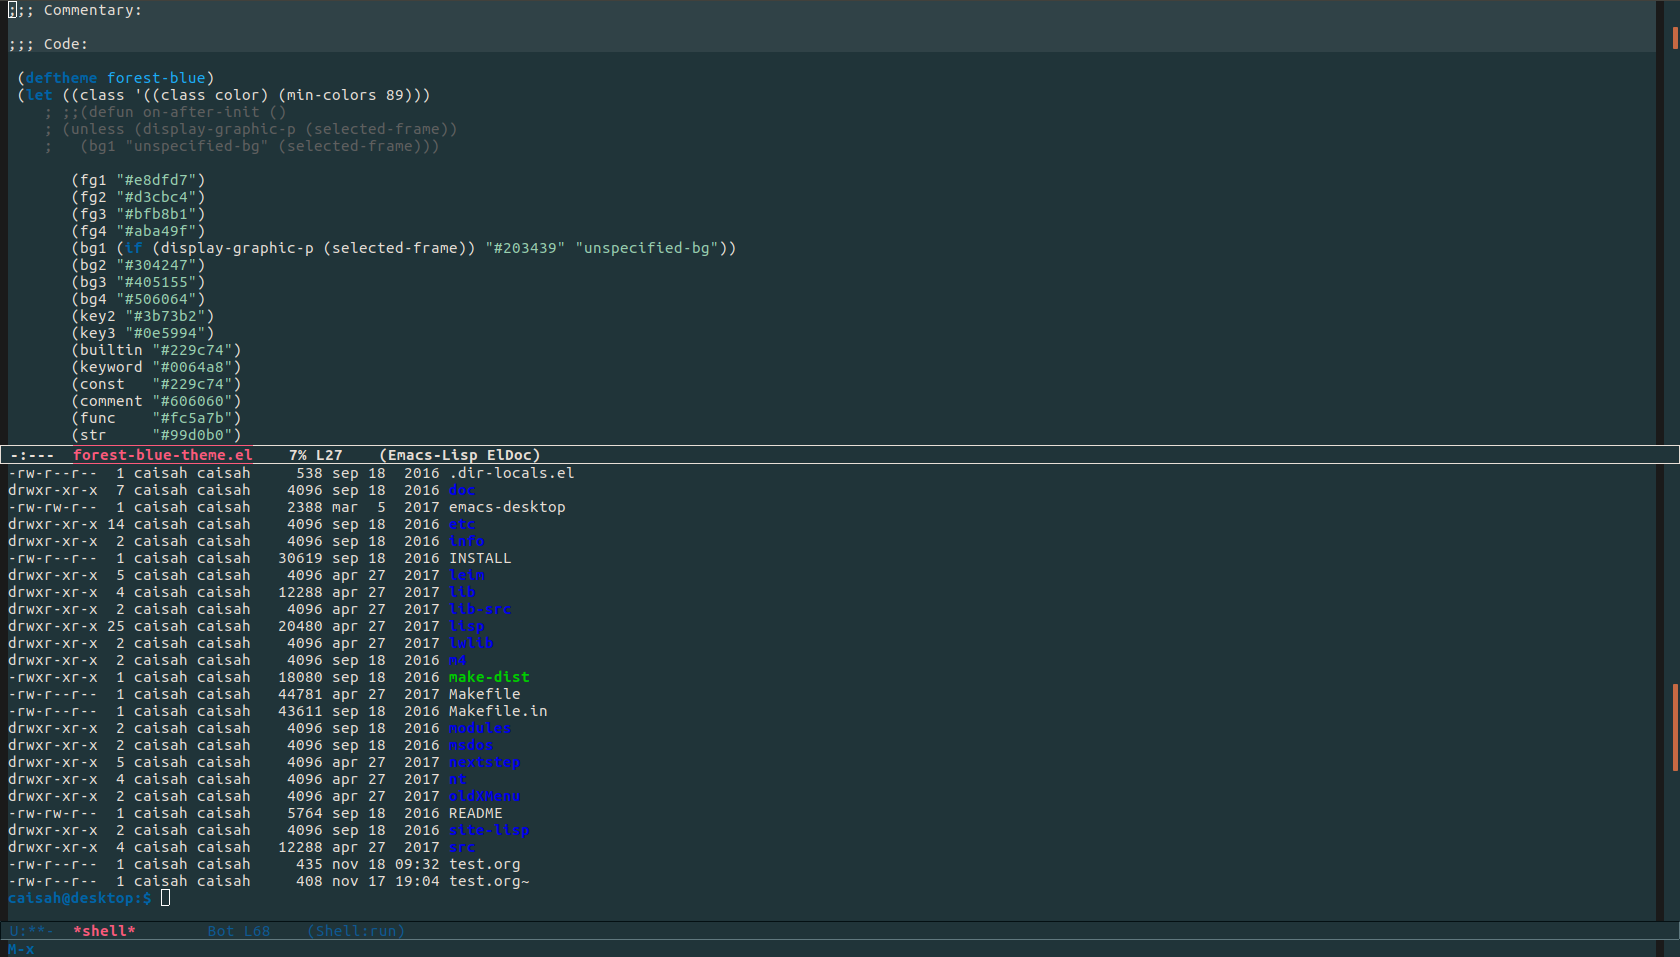 ;;; Commentary:
;;; Code:
(deftheme forest-blue)
(let ((class '((class color) (min-colors 89)))
; ;;(defun on-after-init ()
; (unless (display-graphic-p (selected-frame))
;   (bg1 "unspecified-bg" (selected-frame)))
(fg1 "#e8dfd7")
(fg2 "#d3cbc4")
(fg3 "#bfb8b1")
(fg4 "#aba49f")
(bg1 (if (display-graphic-p (selected-frame)) "#203439" "unspecified-bg"))
(bg2 "#304247")
(bg3 "#405155")
(bg4 "#506064")
(key2 "#3b73b2")
(key3 "#0e5994")
(builtin "#229c74")
(keyword "#0064a8")
(const   "#229c74")
(comment "#606060")
(func    "#fc5a7b")
(str     "#99d0b0")
-:---  forest-blue-theme.el    7% L27    (Emacs-Lisp ElDoc)
-rw-r--r--  1 caisah caisah     538 sep 18  2016 .dir-locals.el
drwxr-xr-x  7 caisah caisah    4096 sep 18  2016 doc
-rw-rw-r--  1 caisah caisah    2388 mar  5  2017 emacs-desktop
drwxr-xr-x 14 caisah caisah    4096 sep 18  2016 etc
drwxr-xr-x  2 caisah caisah    4096 sep 18  2016 info
-rw-r--r--  1 caisah caisah   30619 sep 18  2016 INSTALL
drwxr-xr-x  5 caisah caisah    4096 apr 27  2017 leim
drwxr-xr-x  4 caisah caisah   12288 apr 27  2017 lib
drwxr-xr-x  2 caisah caisah    4096 apr 27  2017 lib-src
drwxr-xr-x 25 caisah caisah   20480 apr 27  2017 lisp
drwxr-xr-x  2 caisah caisah    4096 apr 27  2017 lwlib
drwxr-xr-x  2 caisah caisah    4096 sep 18  2016 m4
-rwxr-xr-x  1 caisah caisah   18080 sep 18  2016 make-dist
-rw-r--r--  1 caisah caisah   44781 apr 27  2017 Makefile
-rw-r--r--  1 caisah caisah   43611 sep 18  2016 Makefile.in
drwxr-xr-x  2 caisah caisah    4096 sep 18  2016 modules
drwxr-xr-x  2 caisah caisah    4096 sep 18  2016 msdos
drwxr-xr-x  5 caisah caisah    4096 apr 27  2017 nextstep
drwxr-xr-x  4 caisah caisah    4096 apr 27  2017 nt
drwxr-xr-x  2 caisah caisah    4096 apr 27  2017 oldXMenu
-rw-rw-r--  1 caisah caisah    5764 sep 18  2016 README
drwxr-xr-x  2 caisah caisah    4096 sep 18  2016 site-lisp
drwxr-xr-x  4 caisah caisah   12288 apr 27  2017 src
-rw-r--r--  1 caisah caisah     435 nov 18 09:32 test.org
-rw-r--r--  1 caisah caisah     408 nov 17 19:04 test.org~
caisah@desktop:$
U:**-  *shell*        Bot L68    (Shell:run)
M-x